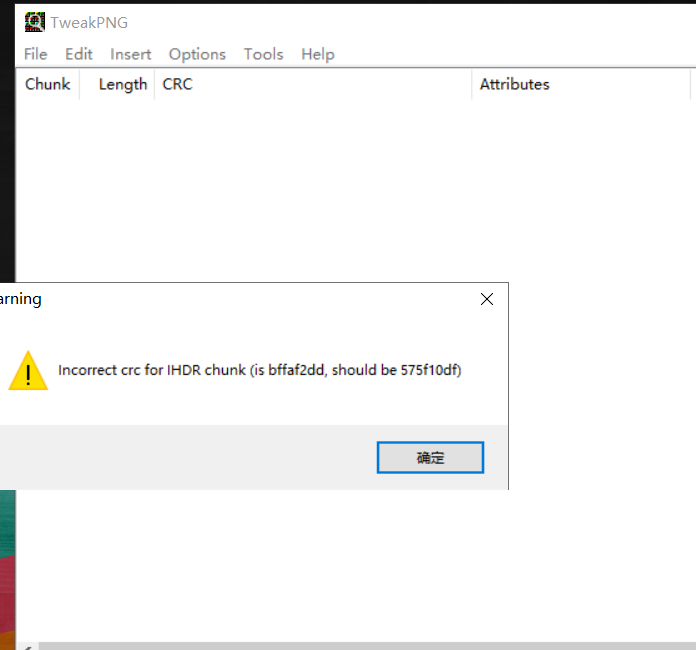 TweakPNG
File Edit Insert Options Tools Help
Chunk Length CRC Attributes
arning
Incorrect crc for IHDR chunk (is bffaf2dd, should be 575f10df)
确定